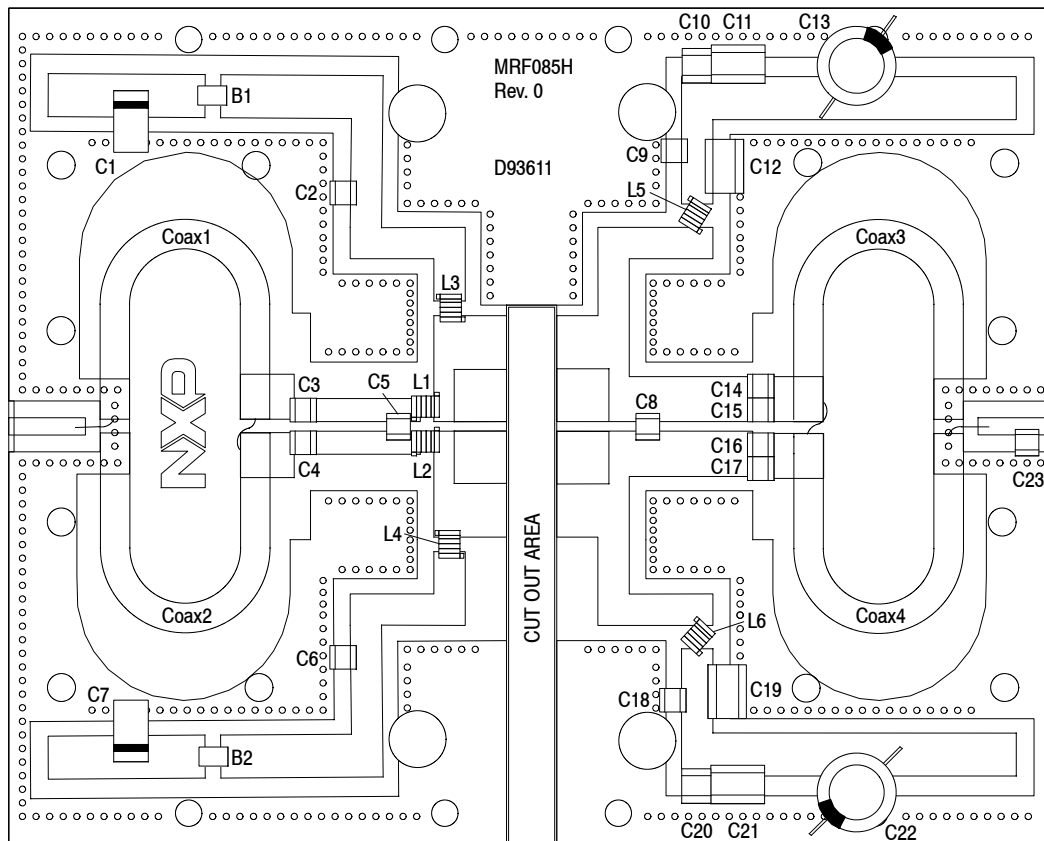 C10 C11 C13
MRF085H
Rev. 0
B1
C1
C9
C12
D93611
C2
L5
Coax1
Coax3
L3
NXP
C3
C5
L1
C8
C14
C15
C16
C17
C4
L2
C23
L4
CUT OUT AREA
Coax2
Coax4
L6
C6
C7
C18
C19
B2
C20 C21
C22